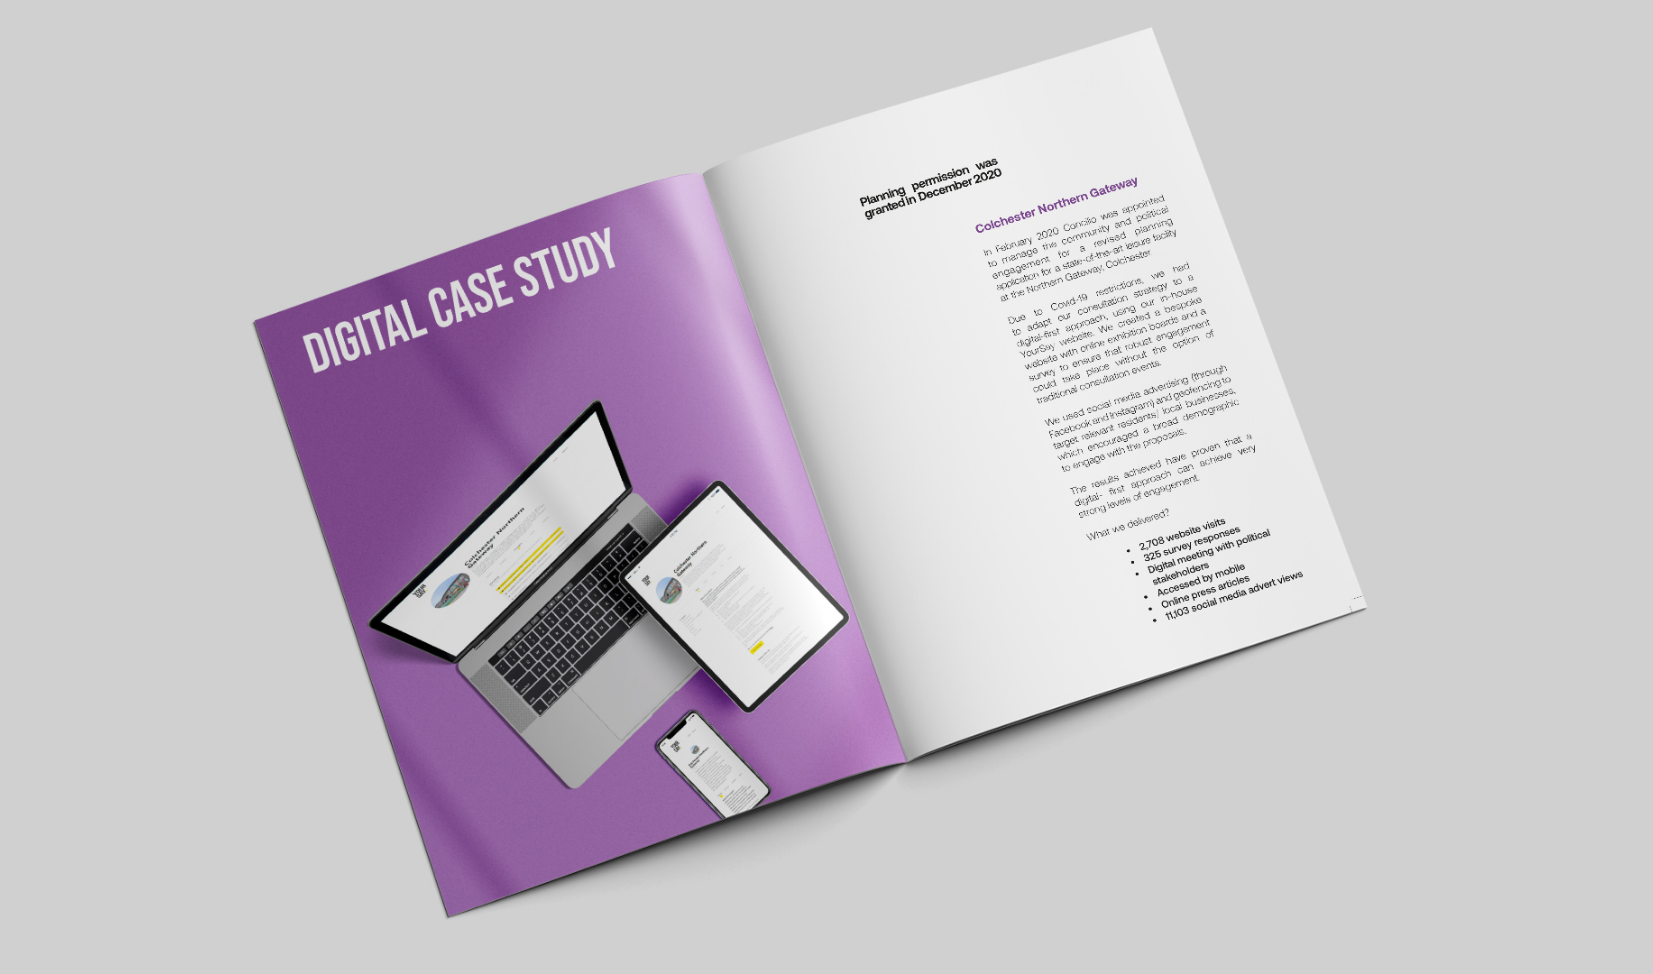 DIGITAL CASE STUDY
Colchester Northern
Gateway
Colchester Northern
Gateway
Planning permission was
granted in December 2020
Colchester Northern Gateway
In February 2020 Concilio was appointed
to manage the community and political
engagement for a revised planning
application for a state-of-the-art leisure facility
at the Northern Gateway, Colchester.
Due to Covid-19 restrictions, we had
to adapt our consultation strategy to a
digital-first approach, using our in-house
YourSay website. We created a bespoke
website with online exhibition boards and a
survey to ensure that robust engagement
could take place without the option of
traditional consultation events.
We used social media advertising (through
Facebook and Instagram) and geofencing to
target relevant residents/ local businesses,
which encouraged a broad demographic
to engage with the proposals.
The results achieved have proven that a
digital- first approach can achieve very
strong levels of engagement.
What we delivered?
• 2,708 website visits
• 325 survey responses
• Digital meeting with political
stakeholders
• Accessed by mobile
• Online press articles
• 11,103 social media advert views